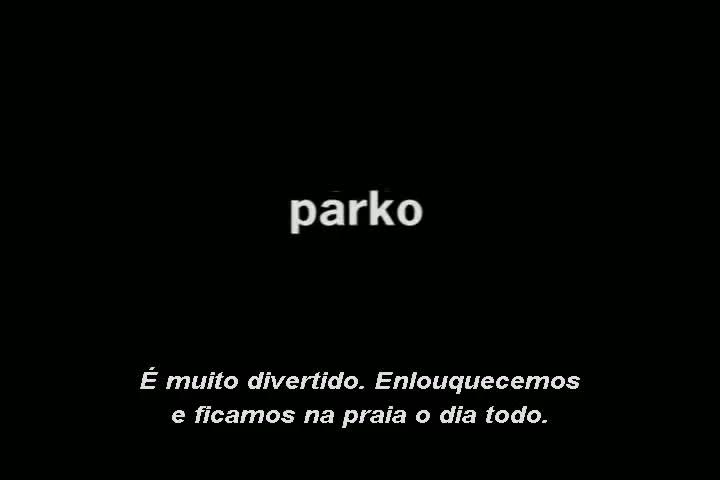 parko
É muito divertido. Enlouquecemos
e ficamos na praia o dia todo.